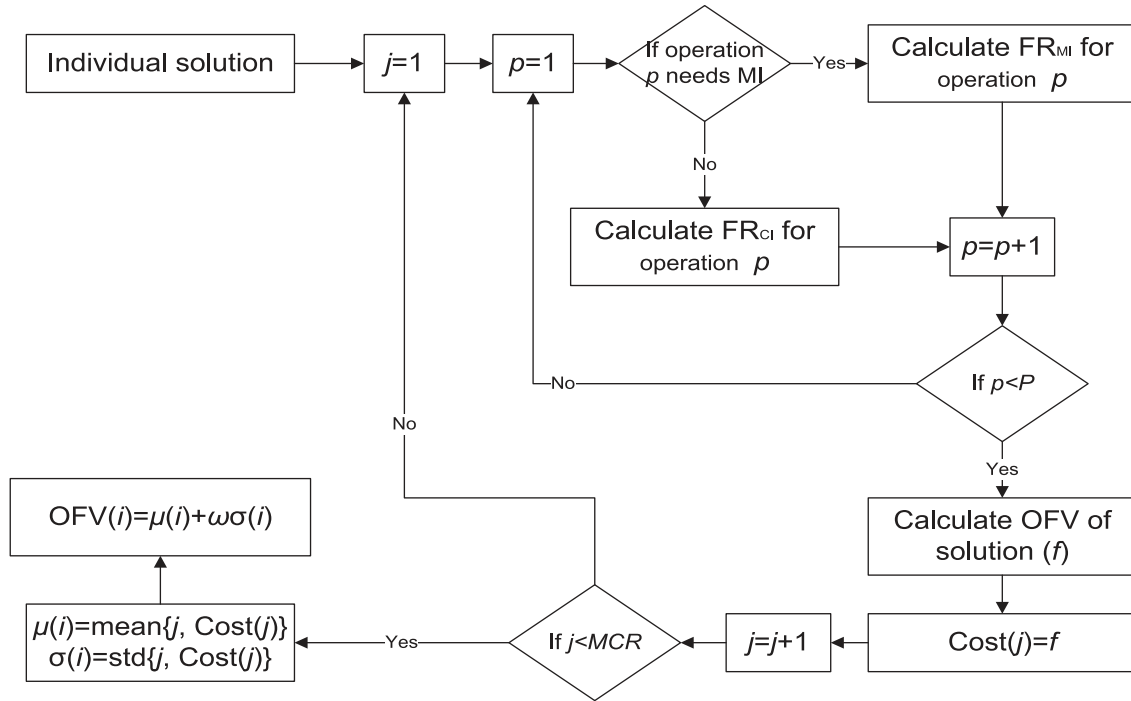 Individual solution
j=1
p=1
If operation
p needs MI
Yes
Calculate FRMI for
operation p
No
Calculate FRCI for
operation p
p=p+1
If p<P
No
Yes
Calculate OFV of
solution (f)
Cost(j)=f
j=j+1
If j<MCR
No
Yes
μ(i)=mean{j, Cost(j)}
σ(i)=std{j, Cost(j)}
OFV(i)=μ(i)+ωσ(i)